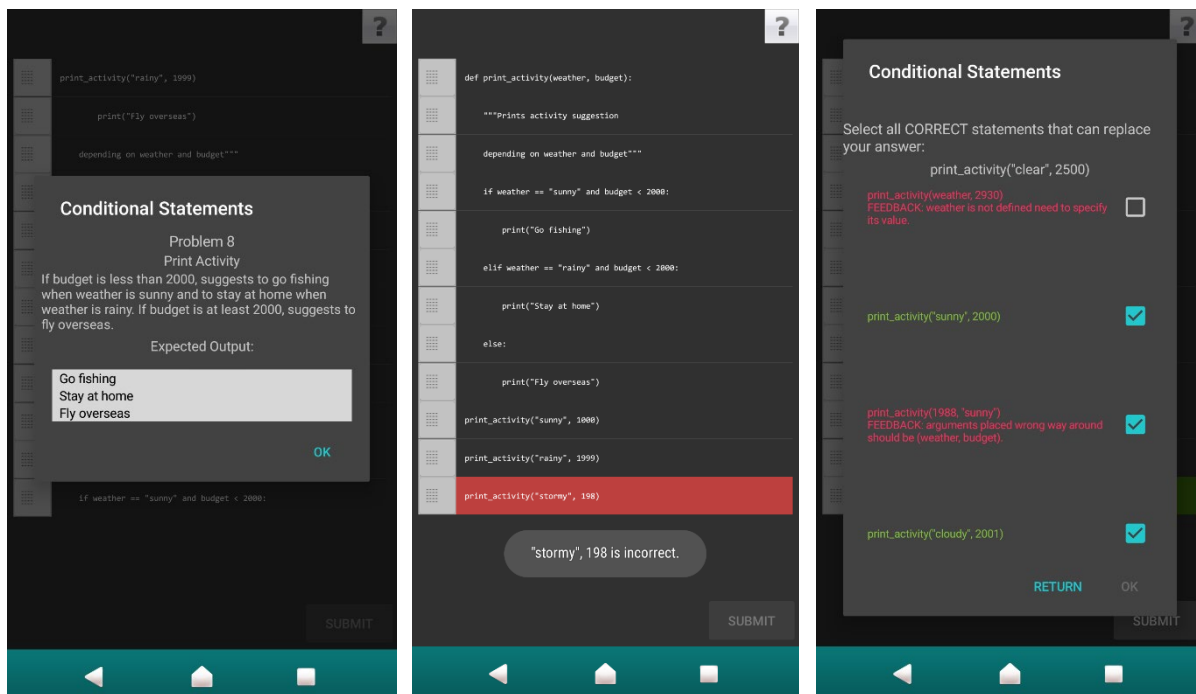 ?
print_activity("rainy", 1999)
print("Fly overseas")
depending on weather and budget"""
Conditional Statements
Problem 8
Print Activity
If budget is less than 2000, suggests to go fishing
when weather is sunny and to stay at home when
weather is rainy. If budget is at least 2000, suggests to
fly overseas.
Expected Output:
Go fishing
Stay at home
Fly overseas
OK
if weather == "sunny" and budget < 2000:
SUBMIT
?
def print_activity(weather, budget):
"""Prints activity suggestion
depending on weather and budget"""
if weather == "sunny" and budget < 2000:
print("Go fishing")
elif weather == "rainy" and budget < 2000:
print("Stay at home")
else:
print("Fly overseas")
print_activity("sunny", 1000)
print_activity("rainy", 1999)
print_activity("stormy", 198)
"stormy", 198 is incorrect.
SUBMIT
?
Conditional Statements
Select all CORRECT statements that can replace
your answer:
print_activity("clear", 2500)
print_activity(weather, 2930)
FEEDBACK: weather is not defined need to specify
its value.
print_activity("sunny", 2000)
print_activity(1988, "sunny")
FEEDBACK: arguments placed wrong way around
should be (weather, budget).
print_activity("cloudy", 2001)
RETURN
OK
SUBMIT